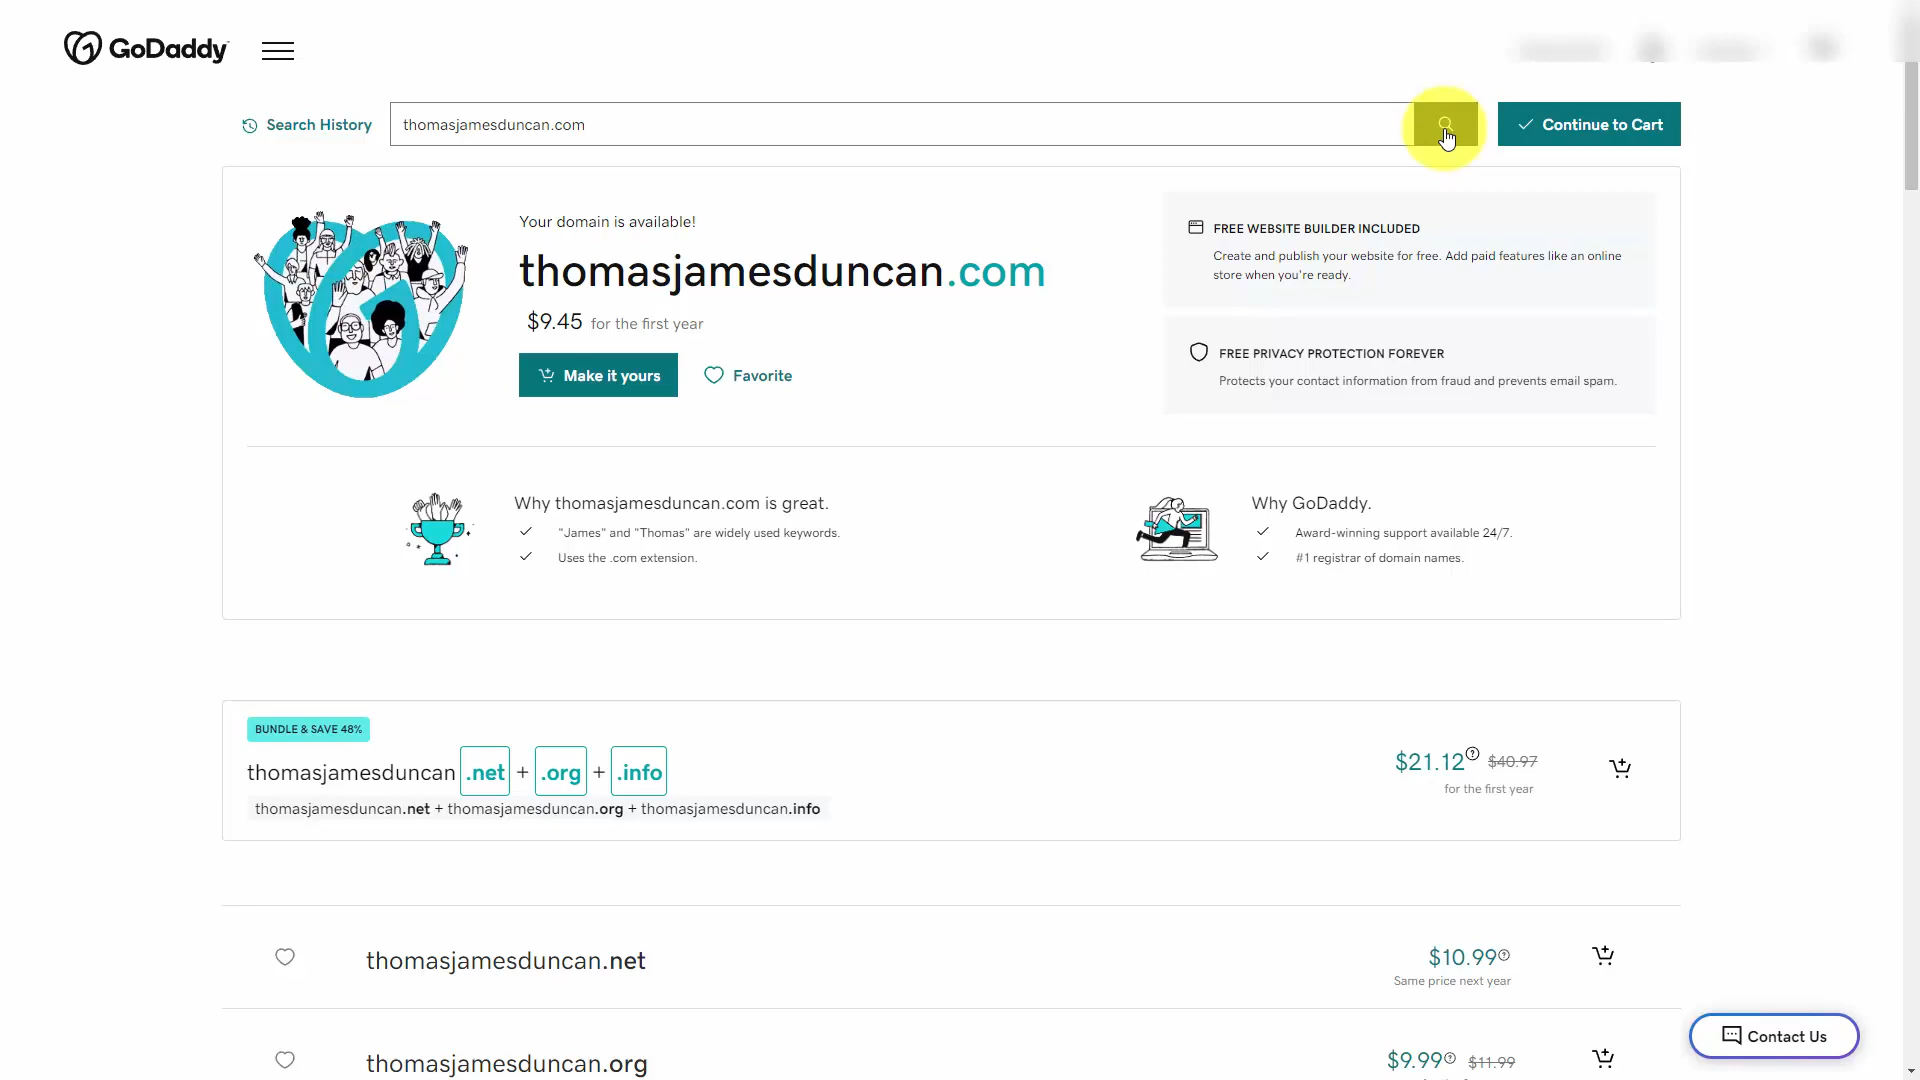 GoDaddy
Search History
thomasjamesduncan.com
Continue to Cart
Your domain is available!
thomasjamesduncan.com
$9.45 for the first year
Make it yours
Favorite
FREE WEBSITE BUILDER INCLUDED
Create and publish your website for free. Add paid features like an online
store when you're ready.
FREE PRIVACY PROTECTION FOREVER
Protects your contact information from fraud and prevents email spam.
Why thomasjamesduncan.com is great.
"James" and "Thomas" are widely used keywords.
Uses the .com extension.
Why GoDaddy.
Award-winning support available 24/7.
#1 registrar of domain names.
BUNDLE & SAVE 48%
thomasjamesduncan .net + .org + .info
thomasjamesduncan.net + thomasjamesduncan.org + thomasjamesduncan.info
$21.12 $40.97
for the first year
thomasjamesduncan.net
$10.99
Same price next year
thomasjamesduncan.org
$9.99 $11.99
Contact Us